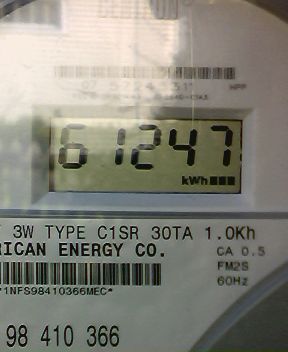 61247
kWh
3W TYPE C1SR 30TA 1.0Kh
RICAN ENERGY CO.
CA 0.5
FM2S
60Hz
*1NFS98410366MEC*
98 410 366